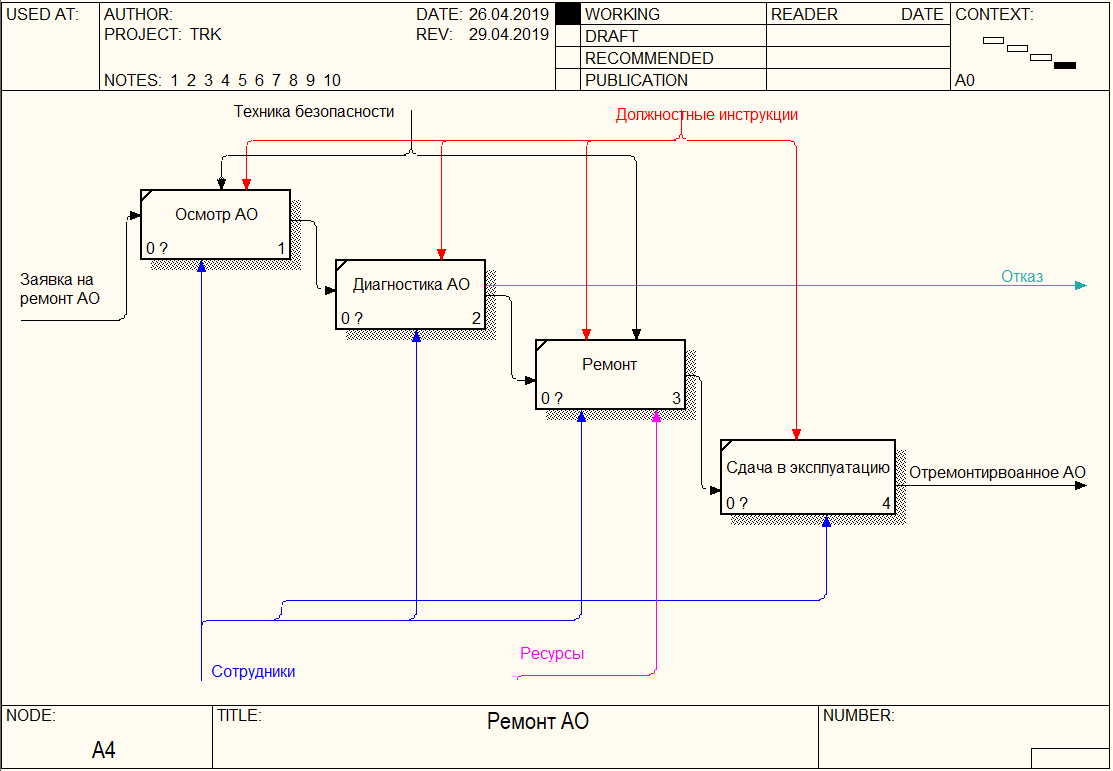 USED AT:
AUTHOR:
DATE: 26.04.2019
PROJECT: TRK
REV: 29.04.2019
NOTES: 1 2 3 4 5 6 7 8 9 10
WORKING
DRAFT
RECOMMENDED
PUBLICATION
READER
DATE
CONTEXT:
A0
Техника безопасности
Должностные инструкции
Осмотр АО
0 ?
1
Заявка на
ремонт АО
Диагностика АО
0 ?
2
Отказ
Ремонт
0 ?
3
Сдача в эксплуатацию
0 ?
4
Отремонтирвоанное АО
Ресурсы
Сотрудники
NODE:
A4
TITLE:
Ремонт АО
NUMBER: